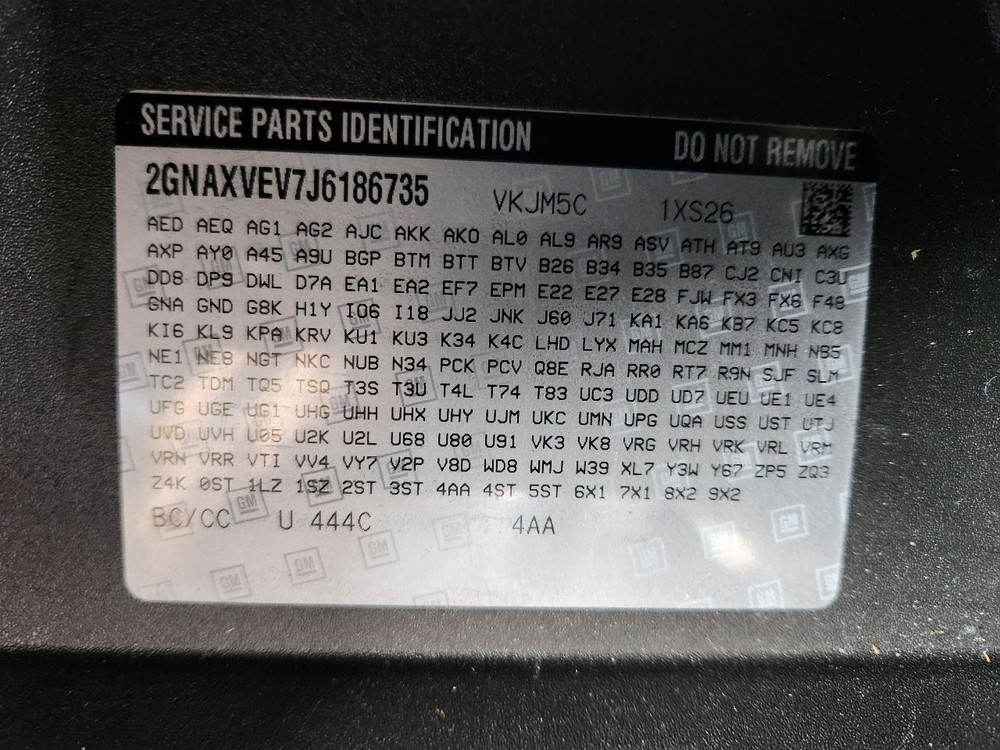 SERVICE PARTS IDENTIFICATION DO NOT REMOVE
2GNAXVEV7J6186735 VKJM5C 1XS26
AED AEQ AG1 AG2 AJC AKK AKO AL0 AL9 AR9 ASV ATH AT9 AU3 AXG
AXP AY0 A45 A9U BGP BTM BTT BTV B26 B34 B35 B87 CJ2 CNI C3U
DD8 DP9 DWL D7A EA1 EA2 EF7 EPM E22 E27 E28 FJW FX3 FX6 F48
GNA GND G8K H1Y IO6 I18 JJ2 JNK J60 J71 KA1 KA6 KB7 KC5 KC8
KI6 KL9 KPA KRV KU1 KU3 K34 K4C LHD LYX MAH MCZ MM1 MNH NB5
NE1 NE8 NGT NKC NUB N34 PCK PCV Q8E RJA RR0 RT7 R9N SJF SLM
TC2 TDM TQ5 TSQ T3S T3U T4L T74 T83 UC3 UDD UD7 UEU UE1 UE4
UFG UGE UG1 UHG UHH UHX UHY UJM UKC UMN UPG UQA USS UST UTJ
UVD UVH U05 U2K U2L U68 U80 U91 VK3 VK8 VRG VRH VRK VRL VRM
VRN VRR VTI VV4 VY7 V2P V8D WD8 WMJ W39 XL7 Y3W Y67 ZP5 ZQ3
Z4K 0ST 1LZ 1SZ 2ST 3ST 4AA 4ST 5ST 6X1 7X1 8X2 9X2
BC/CC U 444C 4AA